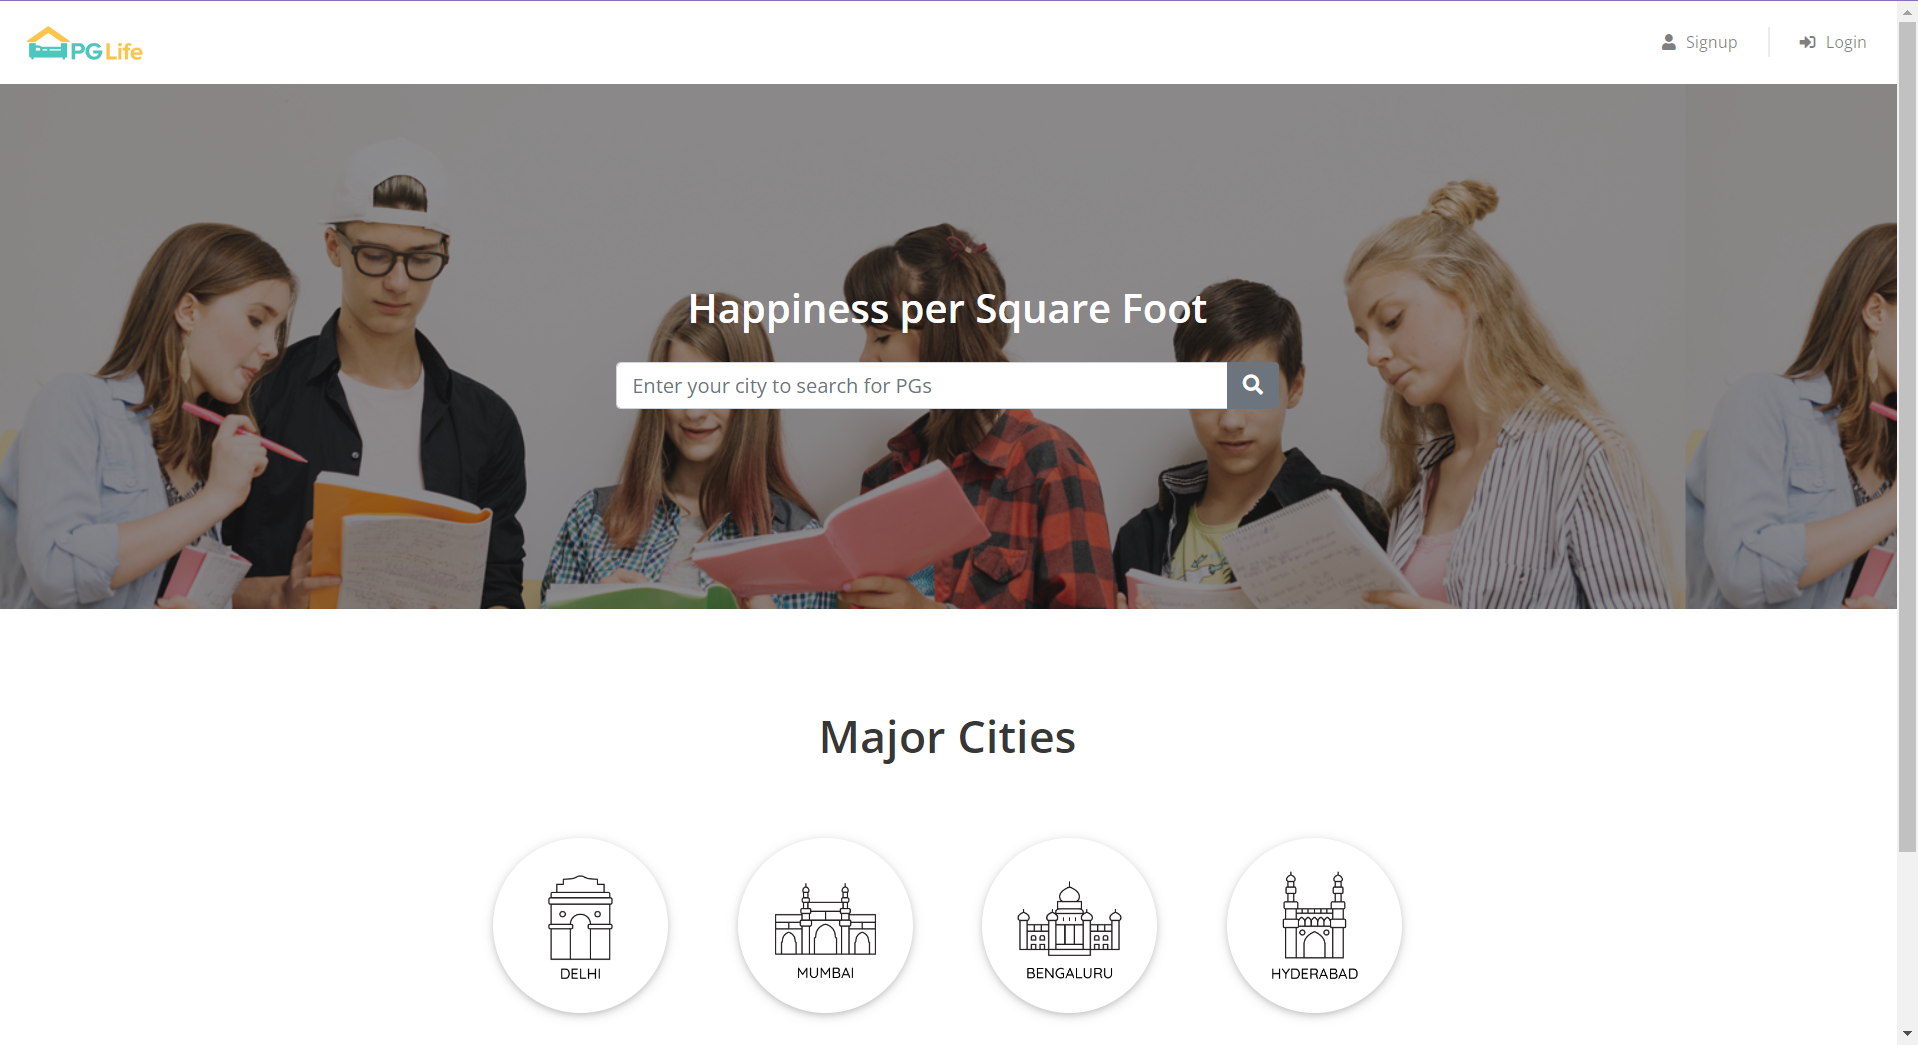 PG Life
Signup
Login
Happiness per Square Foot
Enter your city to search for PGs
Major Cities
DELHI
MUMBAI
BENGALURU
HYDERABAD